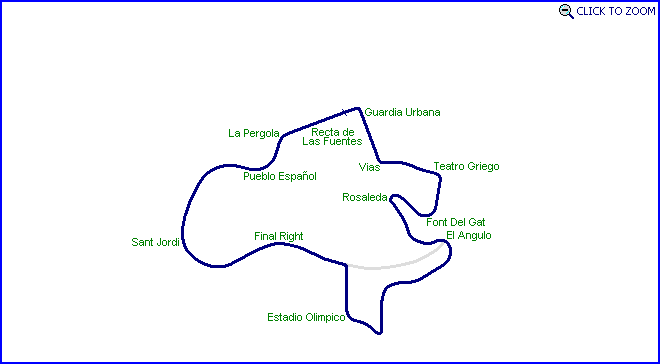 CLICK TO ZOOM
Guardia Urbana
La Pergola
Recta de
Las Fuentes
Vias
Teatro Griego
Pueblo Español
Rosaleda
Font Del Gat
El Angulo
Sant Jordi
Final Right
Estadio Olimpico